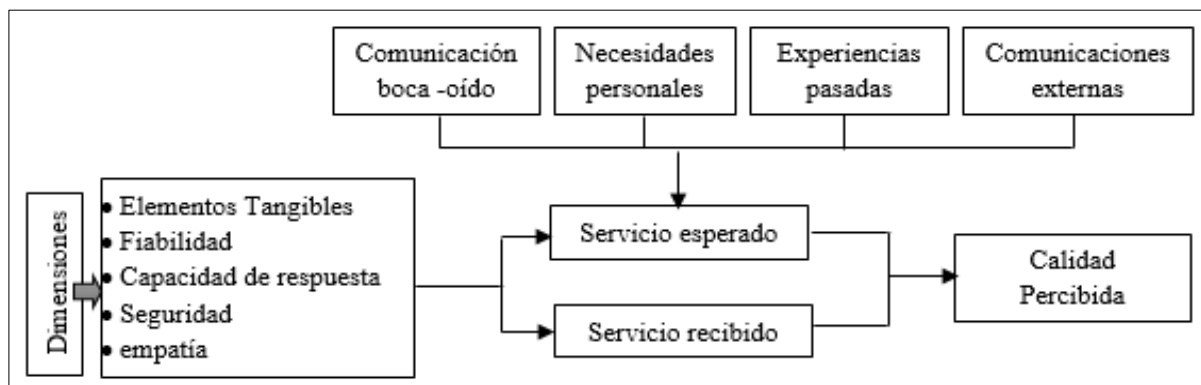 Comunicación
boca -oído
Necesidades
personales
Experiencias
pasadas
Comunicaciones
externas
Dimensiones
• Elementos Tangibles
• Fiabilidad
• Capacidad de respuesta
• Seguridad
• empatía
Servicio esperado
Servicio recibido
Calidad
Percibida